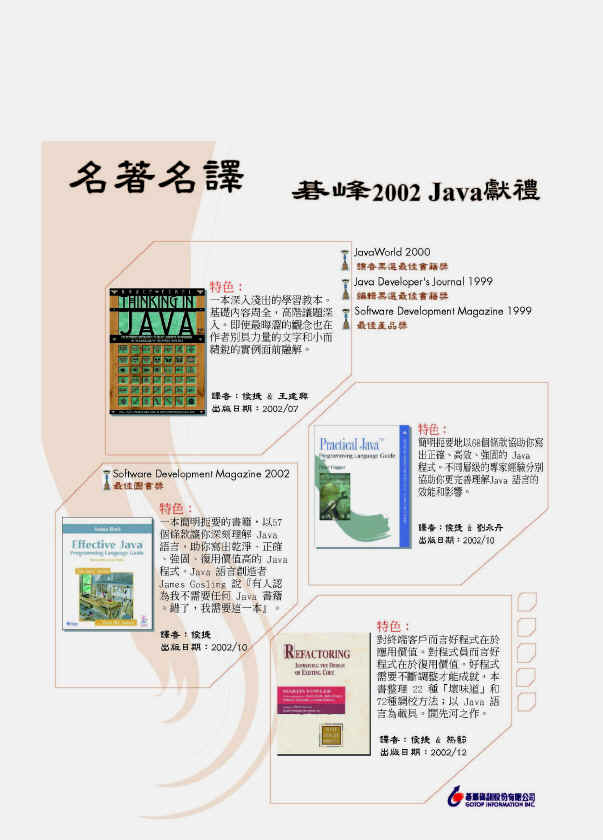 名著名譯
碁峰2002 Java獻禮
JavaWorld 2000
讀者票選最佳書籍獎
Java Developer's Journal 1999
編輯票選最佳書籍獎
Software Development Magazine 1999
最佳產品獎
THINKING IN
JAVA
特色：
一本深入淺出的學習教本。
基礎內容周全，高階議題深
入。即使最晦澀的觀念也在
作者別具力量的文字和小而
精銳的實例面前融解。
譯者：侯捷 & 王建興
出版日期：2002/07
Practical Java™
Programming Language Guide
特色：
簡明扼要地以68個條款協助你寫
出正確、高效、強固的 Java
程式。不同層級的專家經驗分別
協助你更完善理解Java 語言的
效能和影響。
譯者：侯捷 & 劉永丹
出版日期：2002/10
Software Development Magazine 2002
最佳圖書獎
Joshua Bloch
Effective Java™
Programming Language Guide
特色：
一本簡明扼要的書籍，以57
個條款讓你深刻理解 Java
語言，助你寫出乾淨、正確
、強固、復用價值高的 Java
程式。Java 語言創造者
James Gosling 說『有人認
為我不需要任何 Java 書籍
。錯了，我需要這一本』。
譯者：侯捷
出版日期：2002/10
REFACTORING
IMPROVING THE DESIGN
OF EXISTING CODE
MARTIN FOWLER
特色：
對終端客戶而言好程式在於
應用價值。對程式員而言好
程式在於復用價值。好程式
需要不斷調整才能成就，本
書整理 22 種「壞味道」和
72種調校方法；以 Java 語
言為載具。開先河之作。
譯者：侯捷 & 熊節
出版日期：2002/12
碁峰資訊股份有限公司
GOTOP INFORMATION INC.